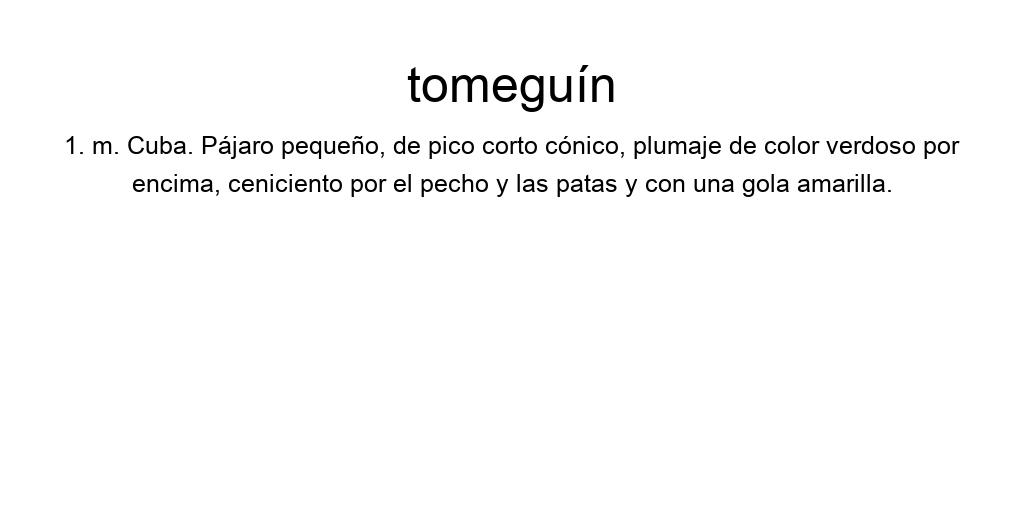 tomeguín
1. m. Cuba. Pájaro pequeño, de pico corto cónico, plumaje de color verdoso por
encima, ceniciento por el pecho y las patas y con una gola amarilla.